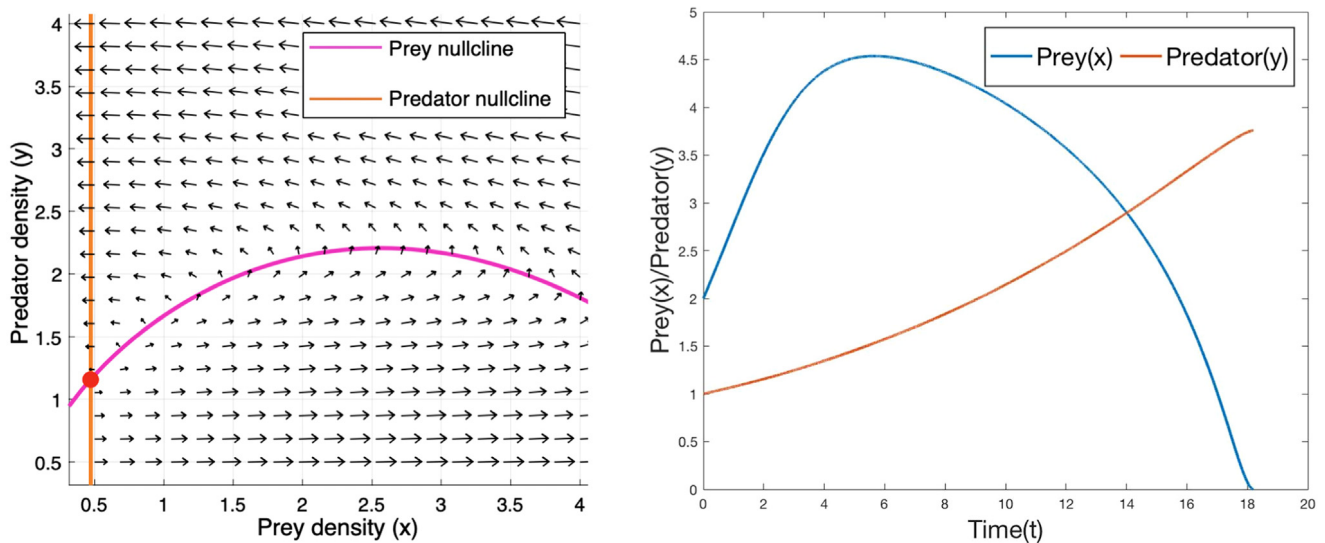 4
3.5
3
2.5
2
1.5
1
0.5
Predator density (y)
Prey nullcline
Predator nullcline
0.5 1 1.5 2 2.5 3 3.5 4
Prey density (x)
5
4.5
4
3.5
3
2.5
2
1.5
1
0.5
0
Prey(x)/Predator(y)
Prey(x) Predator(y)
0 2 4 6 8 10 12 14 16 18 20
Time(t)